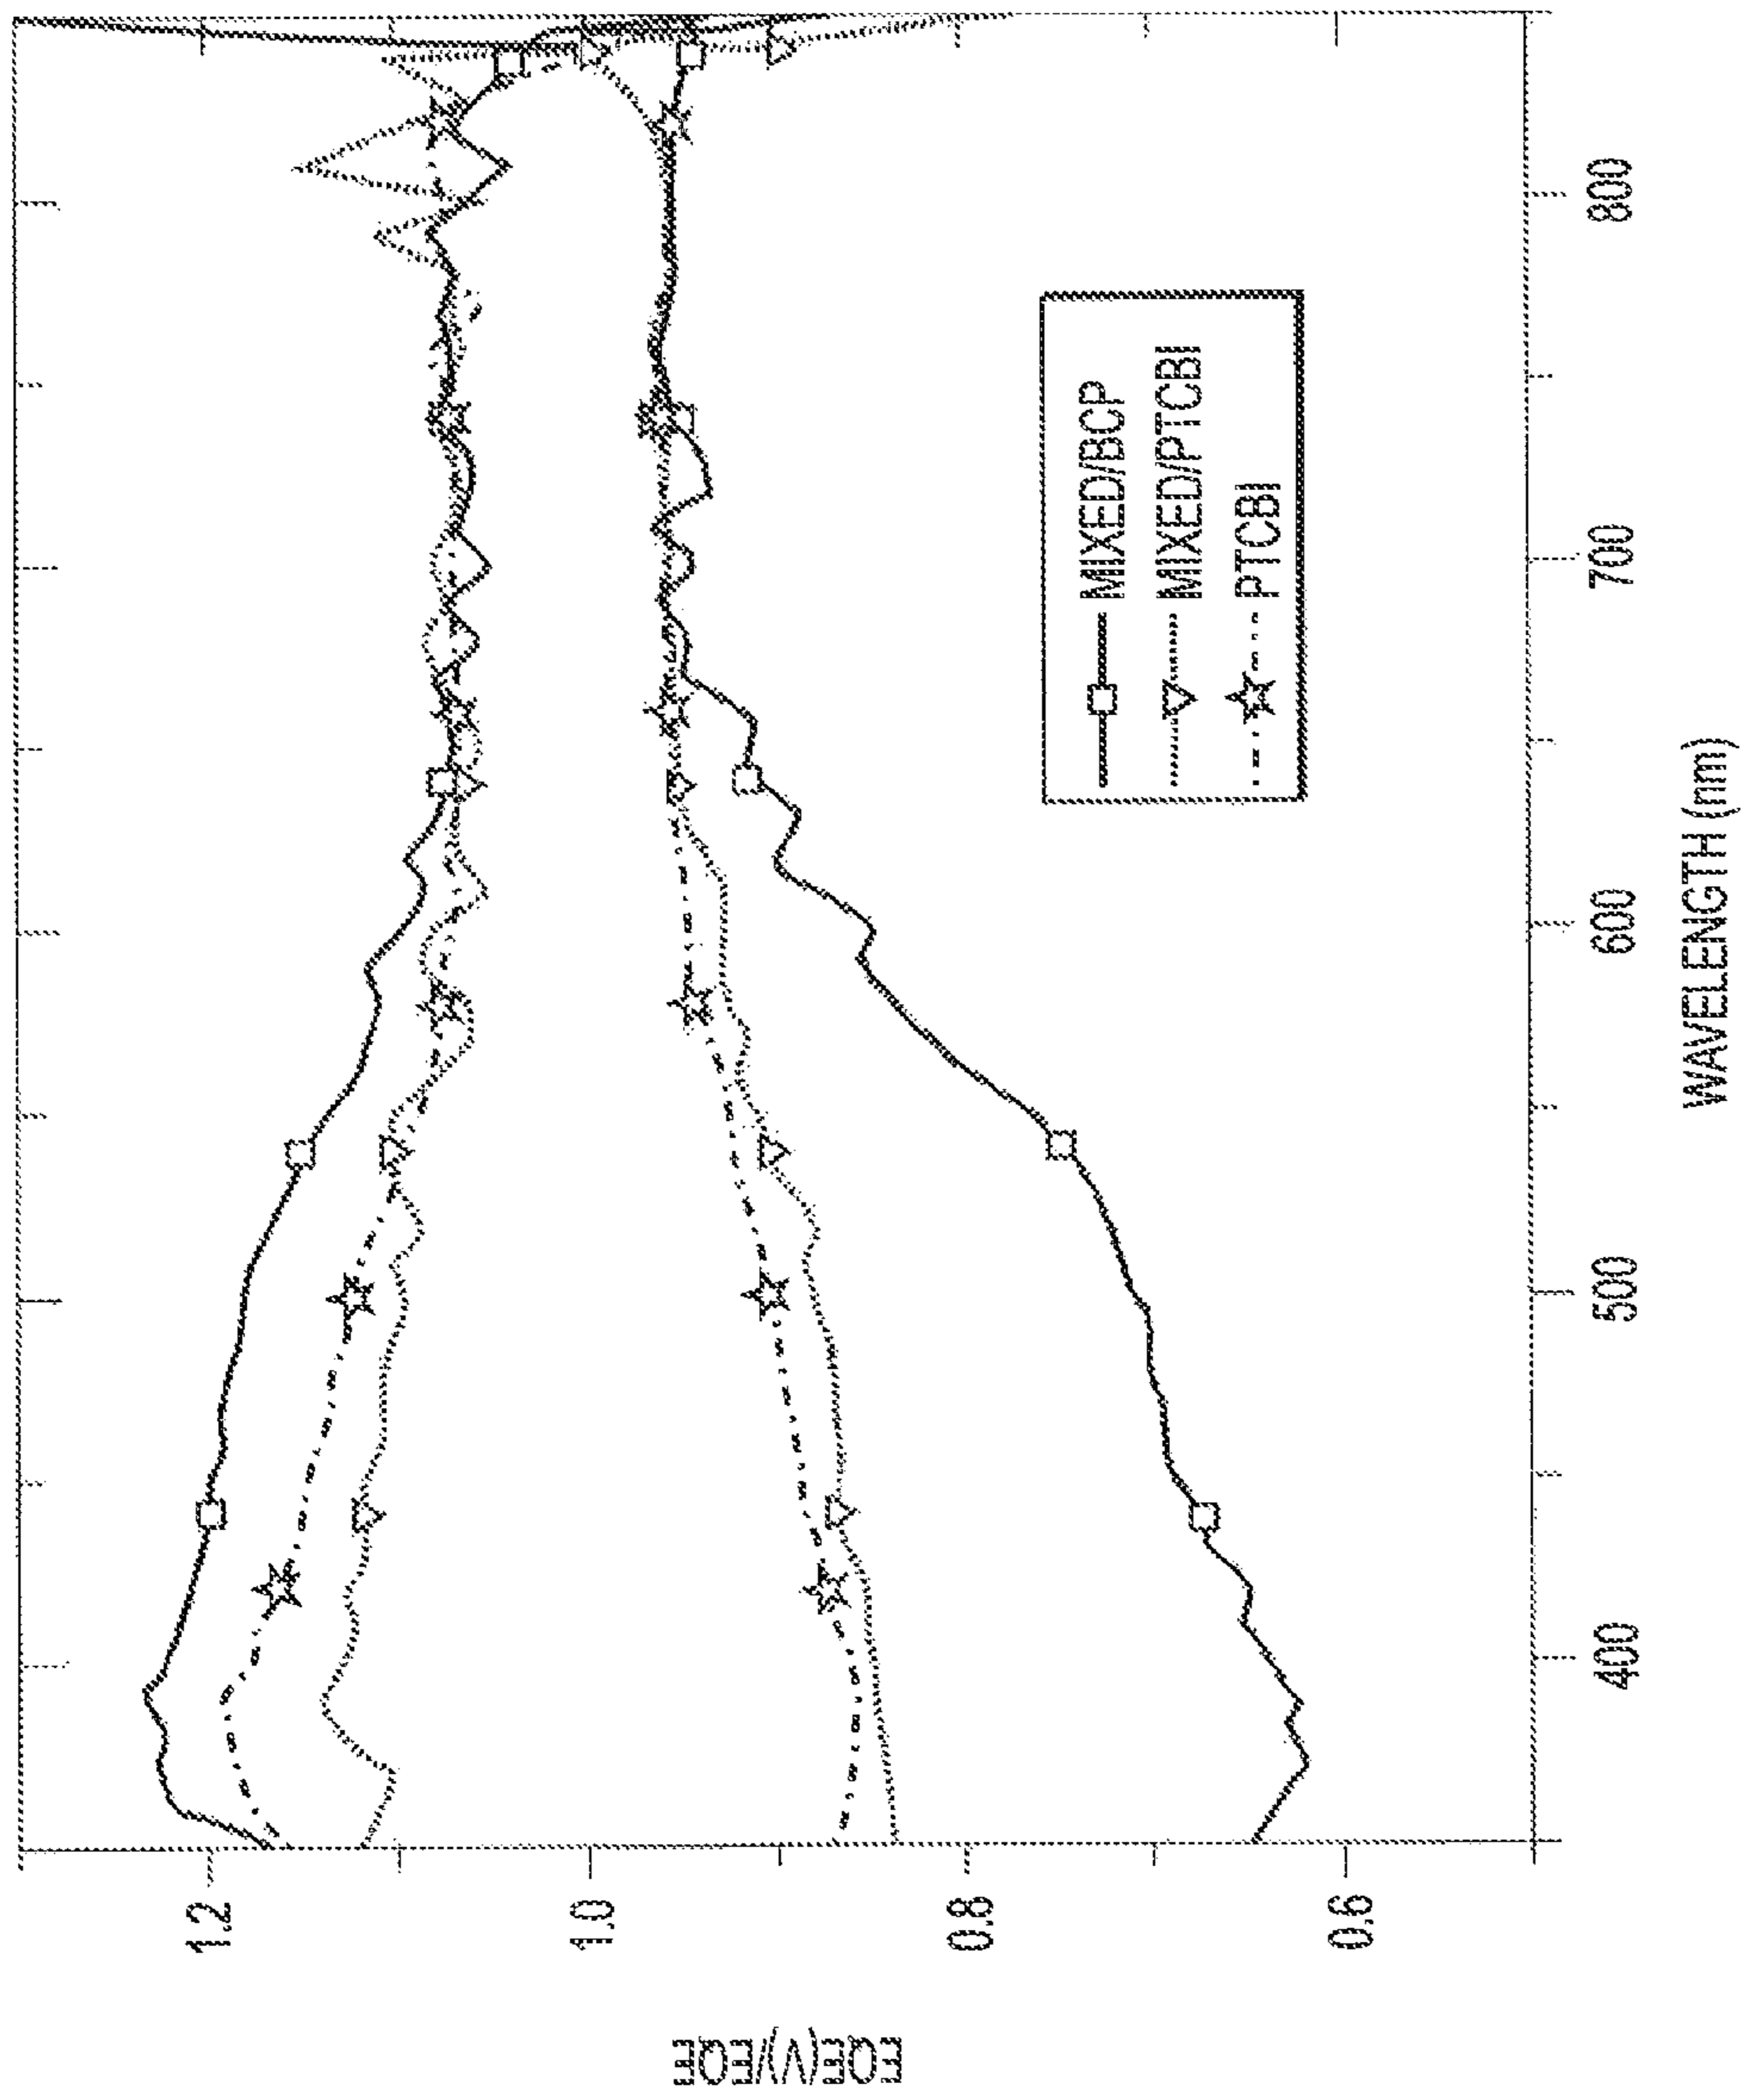 EQE(V)/EQE
1.2
1.0
0.8
0.6
MIXED/BCP
MIXED/PTCBI
PTCBI
400
500
600
700
800
WAVELENGTH (nm)